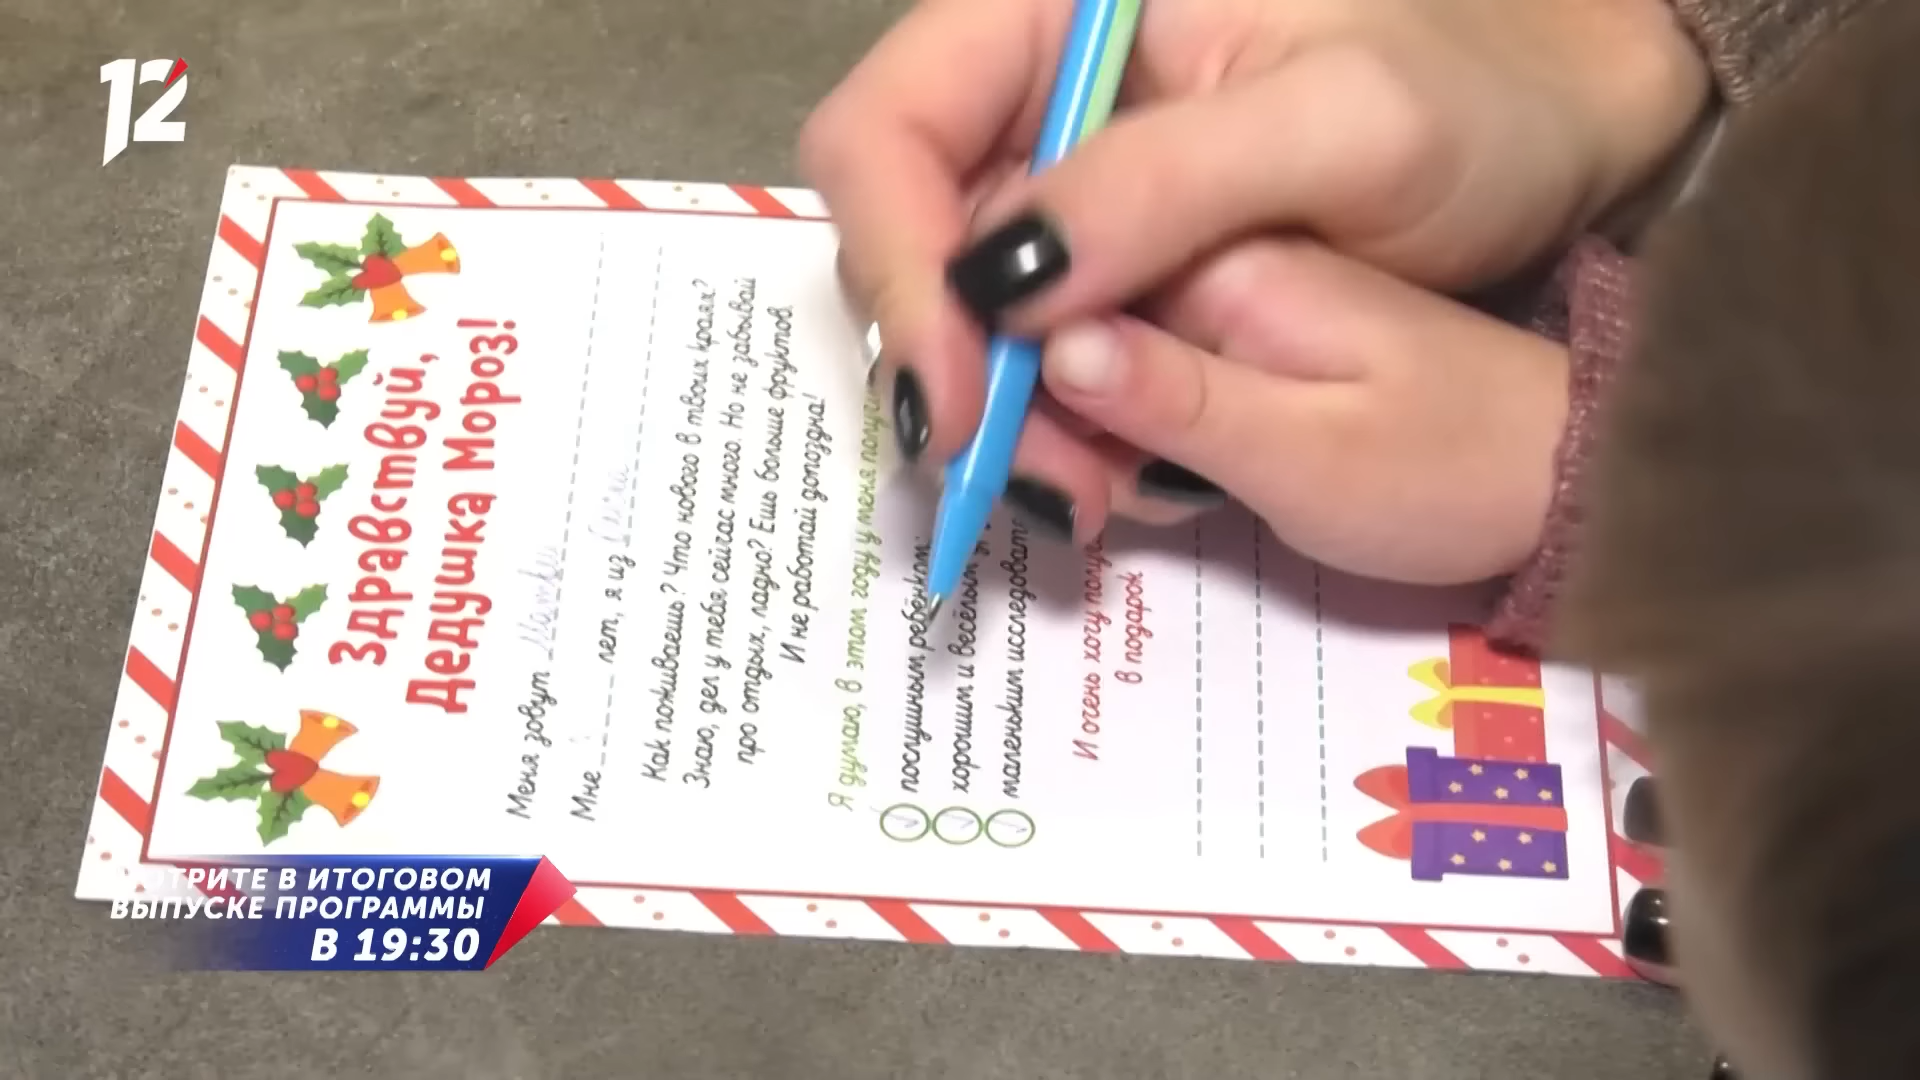 12
Здравствуй,
Дедушка Мороз!
Меня зовут
Мне лет, я из
Как поживаешь? Что нового в твоих краях?
Знаю, дел у тебя сейчас много. Но не забывай
про отдых, ладно? Ешь больше фруктов
И не работай допоздна!
Я думаю, в этом году у меня
послушным ребёнком
хорошим и весёлым
маленьким
И очень хочу
в подарок
В ИТОГОВОМ
ВЫПУСКЕ ПРОГРАММЫ
В 19:30